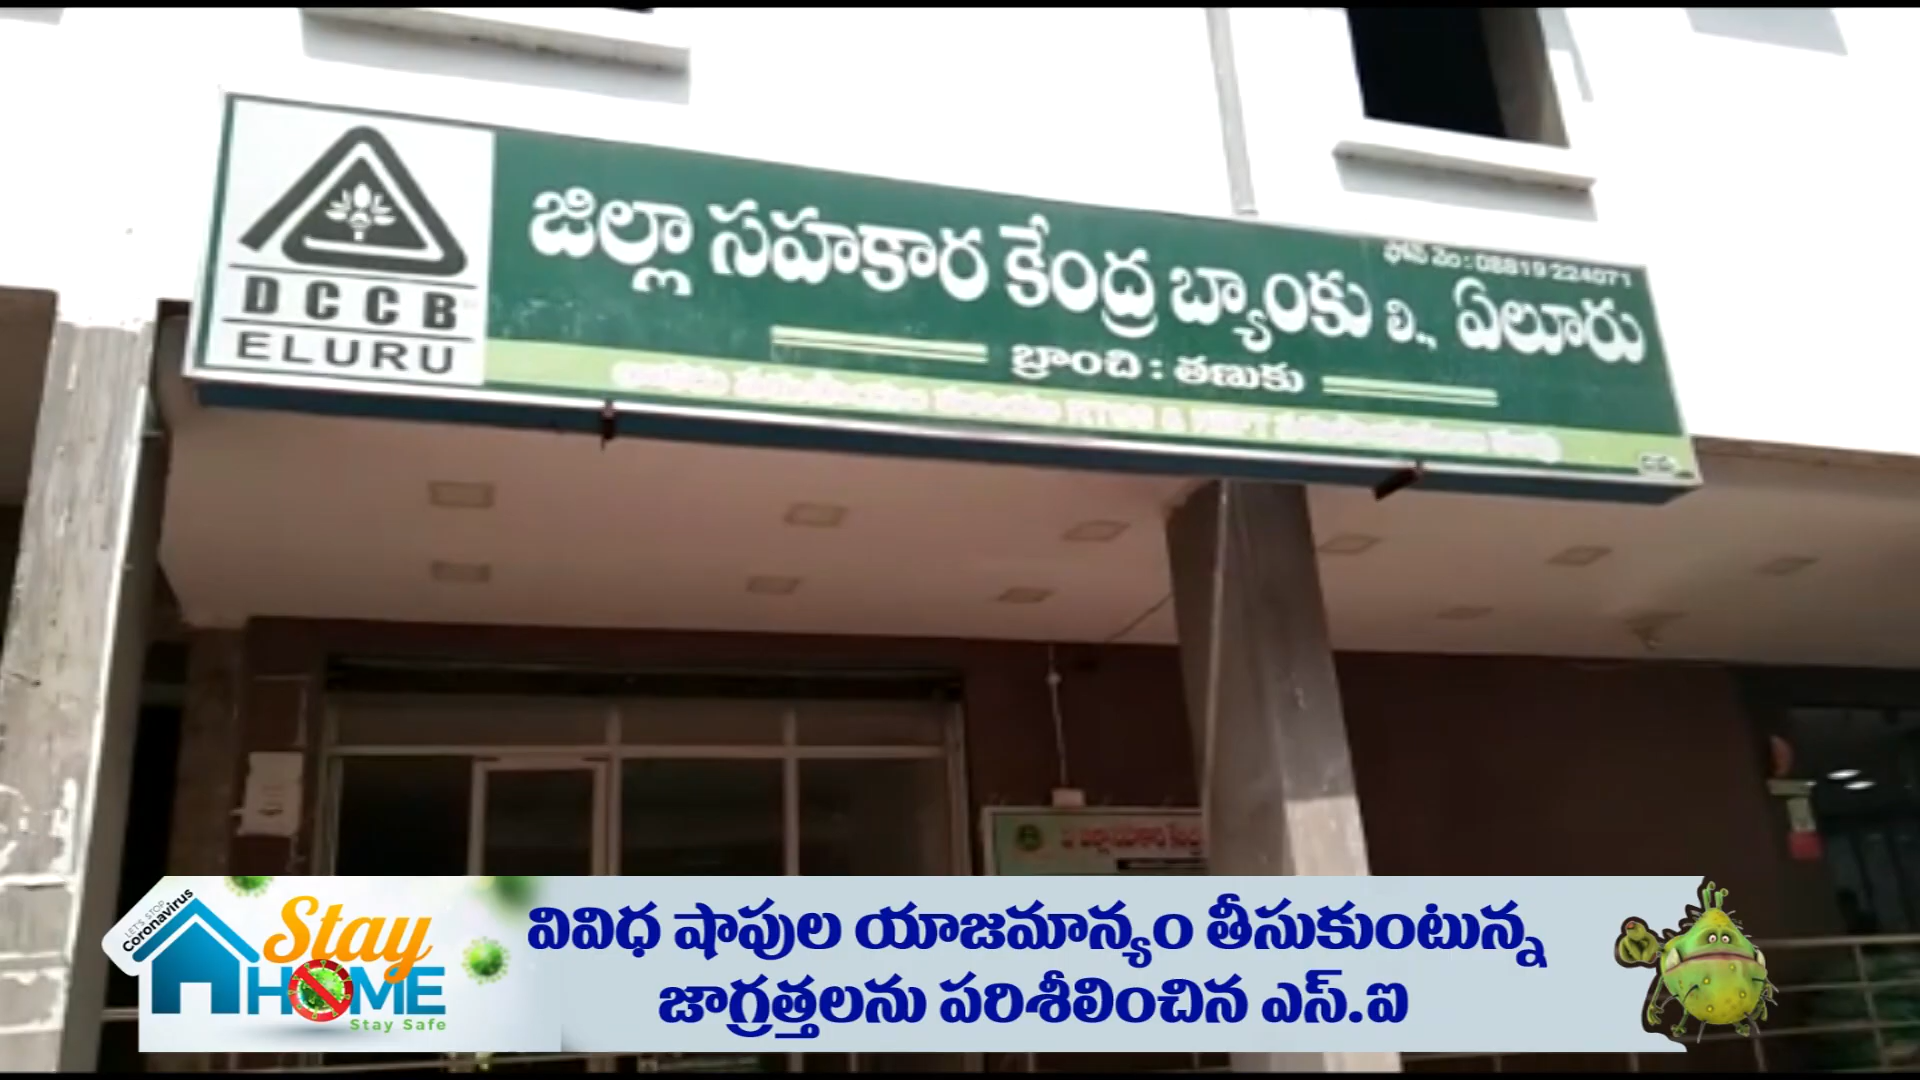 ఫోన్ నెం : 08819 224071
జిల్లా సహకార కేంద్ర బ్యాంకు లి., ఏలూరు
బ్రాంచి : తణుకు
DCCB
ELURU
LET'S STOP
Coronavirus
Stay
HOME
Stay Safe
వివిధ షాపుల యాజమాన్యం తీసుకుంటున్న
జాగ్రత్తలను పరిశీలించిన ఎస్.ఐ